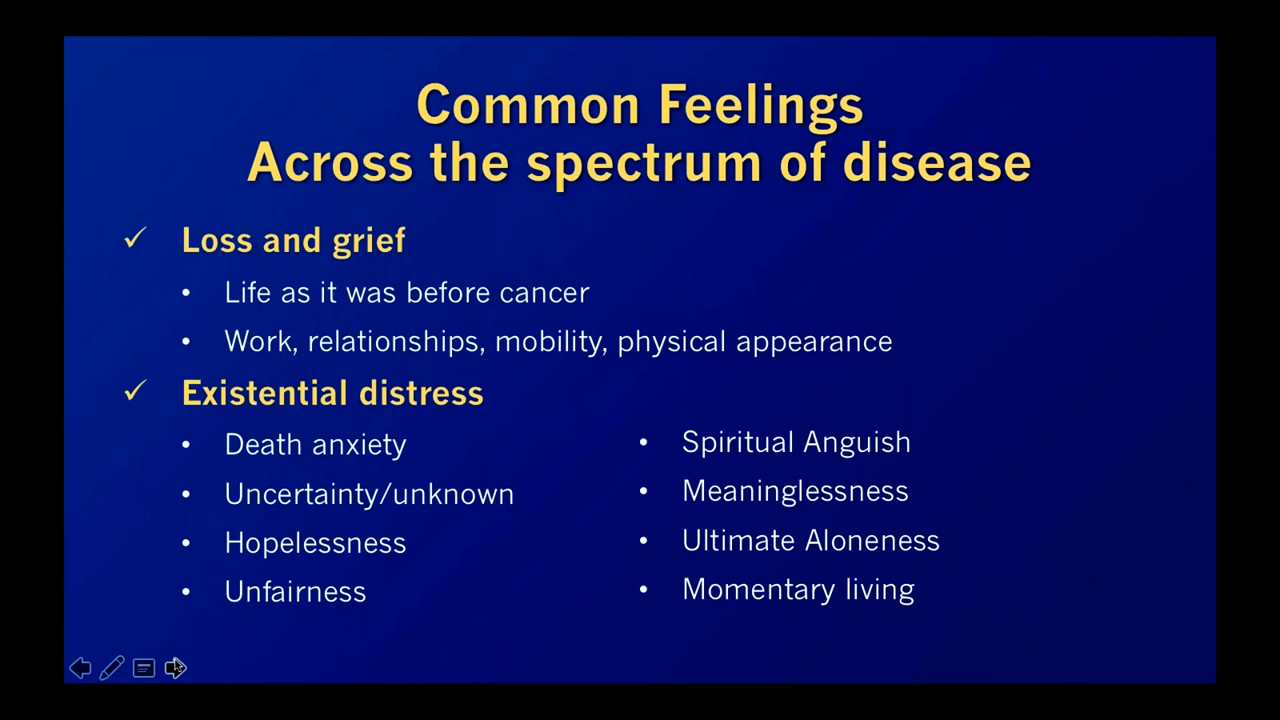 Common Feelings
Across the spectrum of disease
✓ Loss and grief
• Life as it was before cancer
• Work, relationships, mobility, physical appearance
✓ Existential distress
• Death anxiety
• Uncertainty/unknown
• Hopelessness
• Unfairness
• Spiritual Anguish
• Meaninglessness
• Ultimate Aloneness
• Momentary living